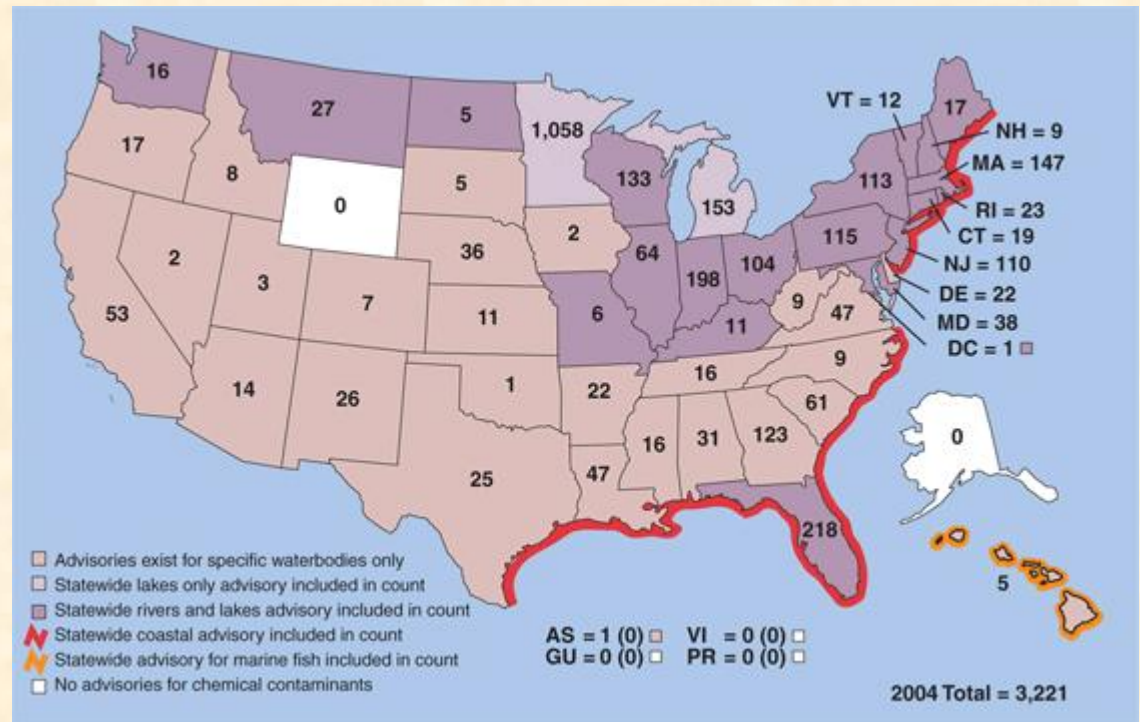 16
27
5
1,058
VT = 12
17
NH = 9
17
8
0
5
133
153
113
MA = 147
RI = 23
CT = 19
NJ = 110
DE = 22
MD = 38
DC = 1
2
3
7
36
2
64
198
104
115
9
47
53
11
6
11
14
26
1
22
16
9
61
25
47
16
31
123
218
0
5
Advisories exist for specific waterbodies only
Statewide lakes only advisory included in count
Statewide rivers and lakes advisory included in count
Statewide coastal advisory included in count
Statewide advisory for marine fish included in count
No advisories for chemical contaminants
AS = 1 (0) VI = 0 (0)
GU = 0 (0) PR = 0 (0)
2004 Total = 3,221